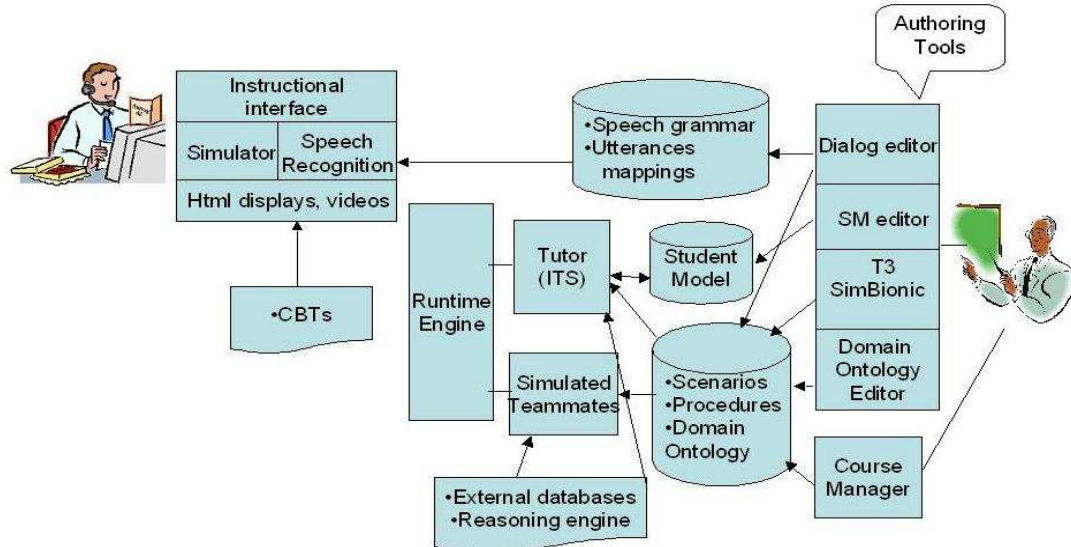 Authoring
Tools
Instructional
interface
Simulator
Speech
Recognition
Html displays, videos
•Speech grammar
•Utterances
mappings
Dialog editor
SM editor
T3
SimBionic
Domain
Ontology
Editor
Runtime
Engine
Tutor
(ITS)
Student
Model
•CBTs
Simulated
Teammates
•Scenarios
•Procedures
•Domain
Ontology
Course
Manager
•External databases
•Reasoning engine